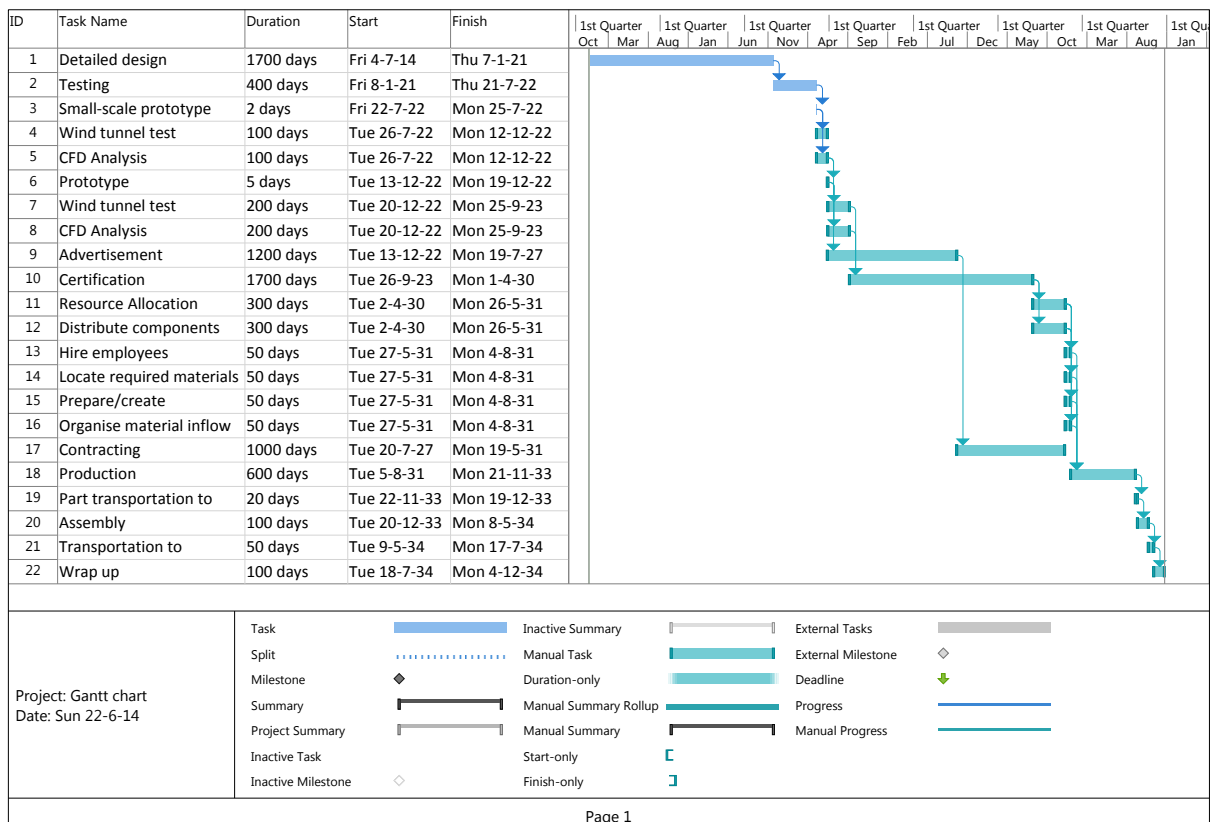 ID Task Name Duration Start Finish 1st Quarter 1st Quarter 1st Quarter 1st Quarter 1st Quarter 1st Quarter 1st Quarter 1st Qu
Oct Mar Aug Jan Jun Nov Apr Sep Feb Jul Dec May Oct Mar Aug Jan
1 Detailed design 1700 days Fri 4-7-14 Thu 7-1-21
2 Testing 400 days Fri 8-1-21 Thu 21-7-22
3 Small-scale prototype 2 days Fri 22-7-22 Mon 25-7-22
4 Wind tunnel test 100 days Tue 26-7-22 Mon 12-12-22
5 CFD Analysis 100 days Tue 26-7-22 Mon 12-12-22
6 Prototype 5 days Tue 13-12-22 Mon 19-12-22
7 Wind tunnel test 200 days Tue 20-12-22 Mon 25-9-23
8 CFD Analysis 200 days Tue 20-12-22 Mon 25-9-23
9 Advertisement 1200 days Tue 13-12-22 Mon 19-7-27
10 Certification 1700 days Tue 26-9-23 Mon 1-4-30
11 Resource Allocation 300 days Tue 2-4-30 Mon 26-5-31
12 Distribute components 300 days Tue 2-4-30 Mon 26-5-31
13 Hire employees 50 days Tue 27-5-31 Mon 4-8-31
14 Locate required materials 50 days Tue 27-5-31 Mon 4-8-31
15 Prepare/create 50 days Tue 27-5-31 Mon 4-8-31
16 Organise material inflow 50 days Tue 27-5-31 Mon 4-8-31
17 Contracting 1000 days Tue 20-7-27 Mon 19-5-31
18 Production 600 days Tue 5-8-31 Mon 21-11-33
19 Part transportation to 20 days Tue 22-11-33 Mon 19-12-33
20 Assembly 100 days Tue 20-12-33 Mon 8-5-34
21 Transportation to 50 days Tue 9-5-34 Mon 17-7-34
22 Wrap up 100 days Tue 18-7-34 Mon 4-12-34
Project: Gantt chart
Date: Sun 22-6-14
Task Inactive Summary External Tasks
Split Manual Task External Milestone
Milestone Duration-only Deadline
Summary Manual Summary Rollup Progress
Project Summary Manual Summary Manual Progress
Inactive Task Start-only
Inactive Milestone Finish-only
Page 1